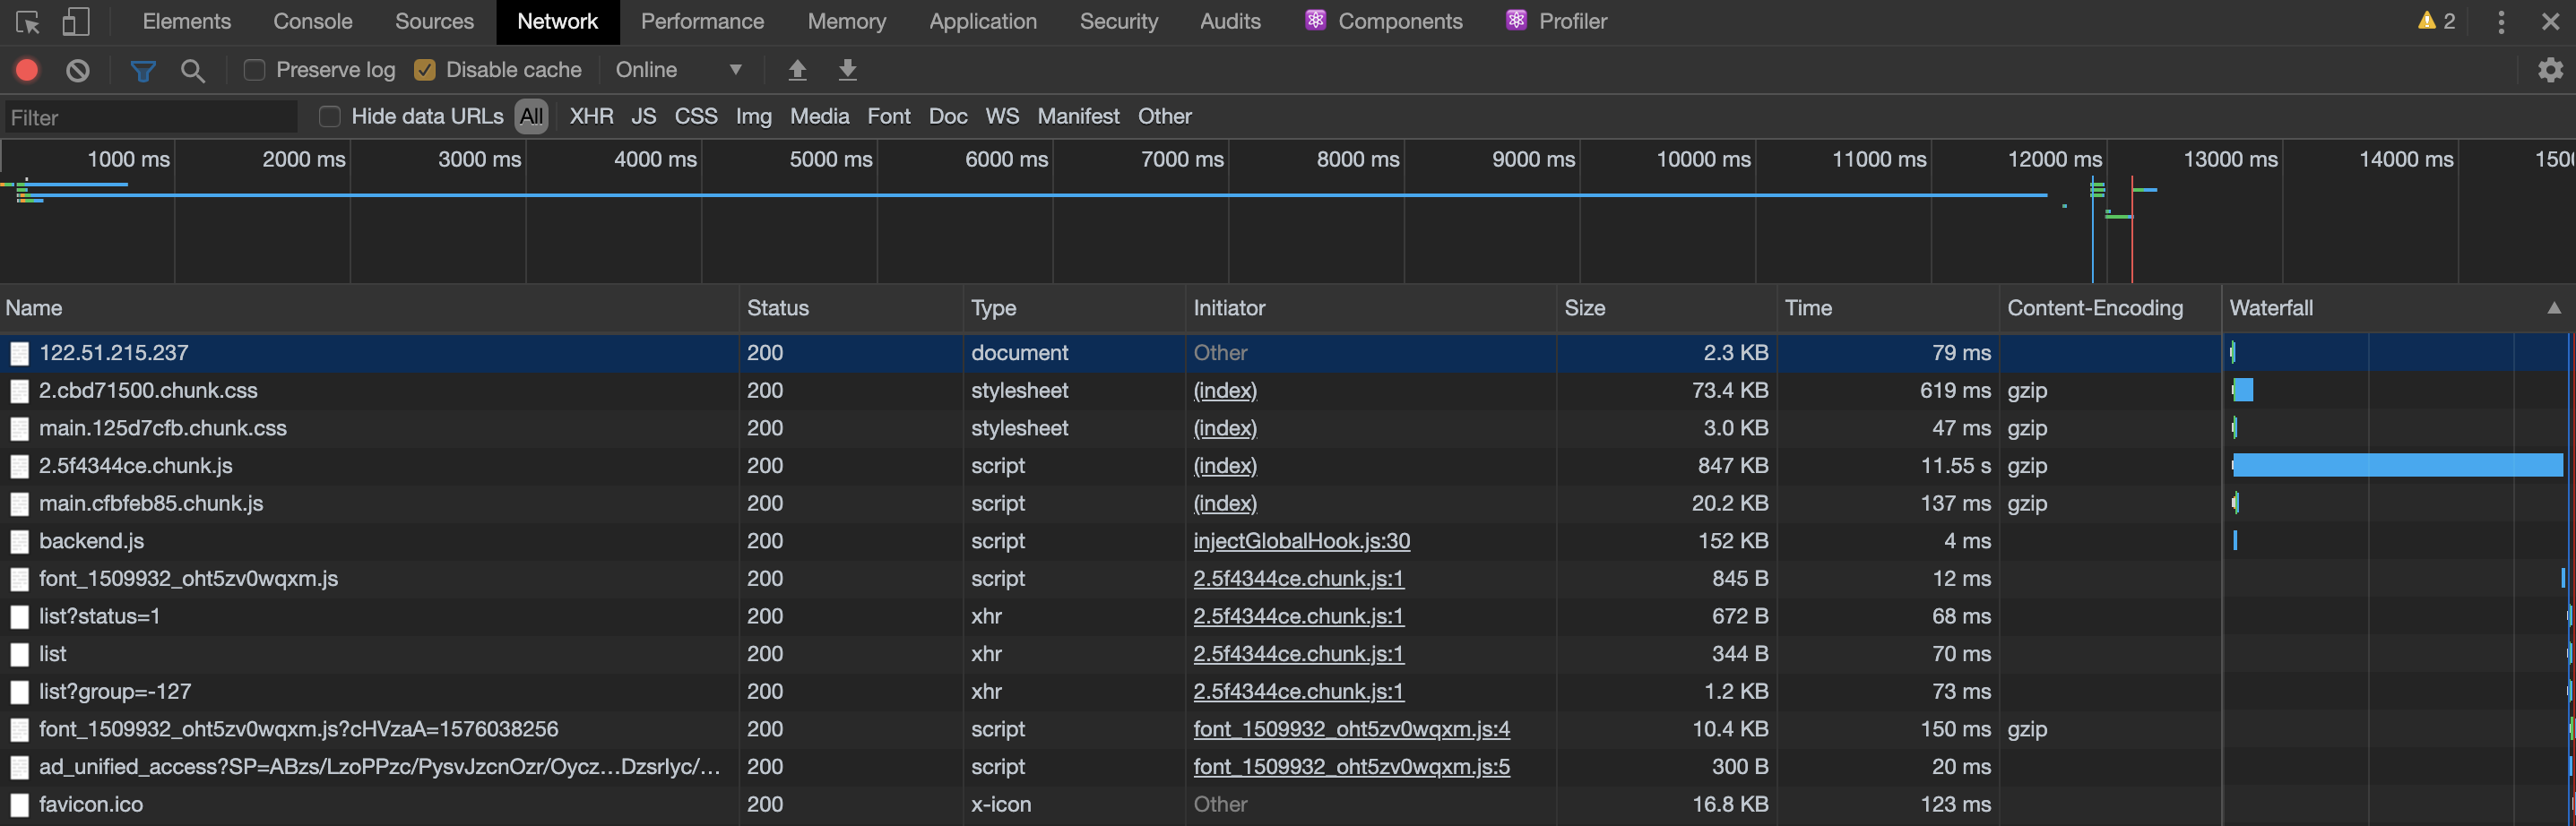 Elements Console Sources Network Performance Memory Application Security Audits Components Profiler 2
Preserve log Disable cache Online
Filter Hide data URLs All XHR JS CSS Img Media Font Doc WS Manifest Other
1000 ms 2000 ms 3000 ms 4000 ms 5000 ms 6000 ms 7000 ms 8000 ms 9000 ms 10000 ms 11000 ms 12000 ms 13000 ms 14000 ms 1500
Name Status Type Initiator Size Time Content-Encoding Waterfall
122.51.215.237 200 document Other 2.3 KB 79 ms
2.cbd71500.chunk.css 200 stylesheet (index) 73.4 KB 619 ms gzip
main.125d7cfb.chunk.css 200 stylesheet (index) 3.0 KB 47 ms gzip
2.5f4344ce.chunk.js 200 script (index) 847 KB 11.55 s gzip
main.cfbfeb85.chunk.js 200 script (index) 20.2 KB 137 ms gzip
backend.js 200 script injectGlobalHook.js:30 152 KB 4 ms
font_1509932_oht5zv0wqxm.js 200 script 2.5f4344ce.chunk.js:1 845 B 12 ms
list?status=1 200 xhr 2.5f4344ce.chunk.js:1 672 B 68 ms
list 200 xhr 2.5f4344ce.chunk.js:1 344 B 70 ms
list?group=-127 200 xhr 2.5f4344ce.chunk.js:1 1.2 KB 73 ms
font_1509932_oht5zv0wqxm.js?cHVzaA=1576038256 200 script font_1509932_oht5zv0wqxm.js:4 10.4 KB 150 ms gzip
ad_unified_access?SP=ABzs/LzoPPzc/PysvJzcnOzr/Oycz…Dzsrlyc/… 200 script font_1509932_oht5zv0wqxm.js:5 300 B 20 ms
favicon.ico 200 x-icon Other 16.8 KB 123 ms